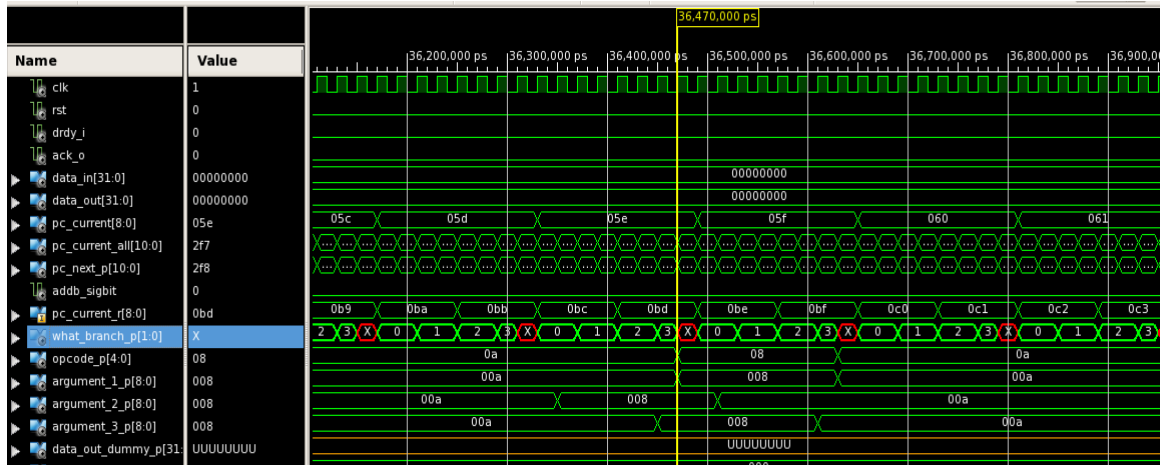 36,470,000 ps
Name Value 36,200,000 ps 36,300,000 ps 36,400,000 ps 36,500,000 ps 36,600,000 ps 36,700,000 ps 36,800,000 ps 36,900,0
clk 1
rst 0
drdy_i 0
ack_o 0
data_in[31:0] 00000000 00000000
data_out[31:0] 00000000 00000000
pc_current[8:0] 05e 05c 05d 05e 05f 060 061
pc_current_all[10:0] 2f7 ... ... ... ... ... ... ... ... ... ... ... ... ... ... ... ... ... ... ... ... ... ... ... ... ... ... ... ... ... ... ... ... ... ... ... ... ... ... ... ... ...
pc_next_p[10:0] 2f8 ... ... ... ... ... ... ... ... ... ... ... ... ... ... ... ... ... ... ... ... ... ... ... ... ... ... ... ... ... ... ... ... ... ... ... ... ... ... ... ... ...
addb_sigbit 0
pc_current_r[8:0] 0bd 0b9 0ba 0bb 0bc 0bd 0be 0bf 0c0 0c1 0c2 0c3
what_branch_p[1:0] X 2 3 X 0 1 2 3 X 0 1 2 3 X 0 1 2 3 X 0 1 2 3 X 0 1 2 3
opcode_p[4:0] 08 0a 08 0a
argument_1_p[8:0] 008 00a 008 00a
argument_2_p[8:0] 008 00a 008 00a
argument_3_p[8:0] 008 00a 008 00a
data_out_dummy_p[31: UUUUUUUU UUUUUUUU